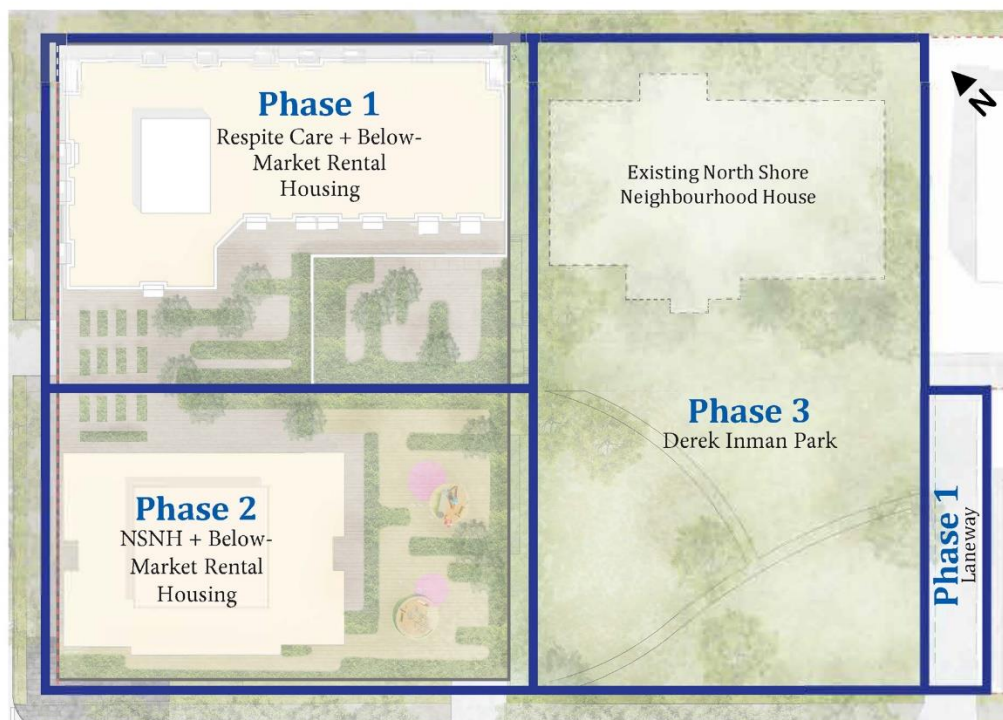 Phase 1
Respite Care + Below-
Market Rental
Housing
N
Existing North Shore
Neighbourhood House
Phase 3
Derek Inman Park
Phase 2
NSNH + Below-
Market Rental
Housing
Phase 1
Laneway